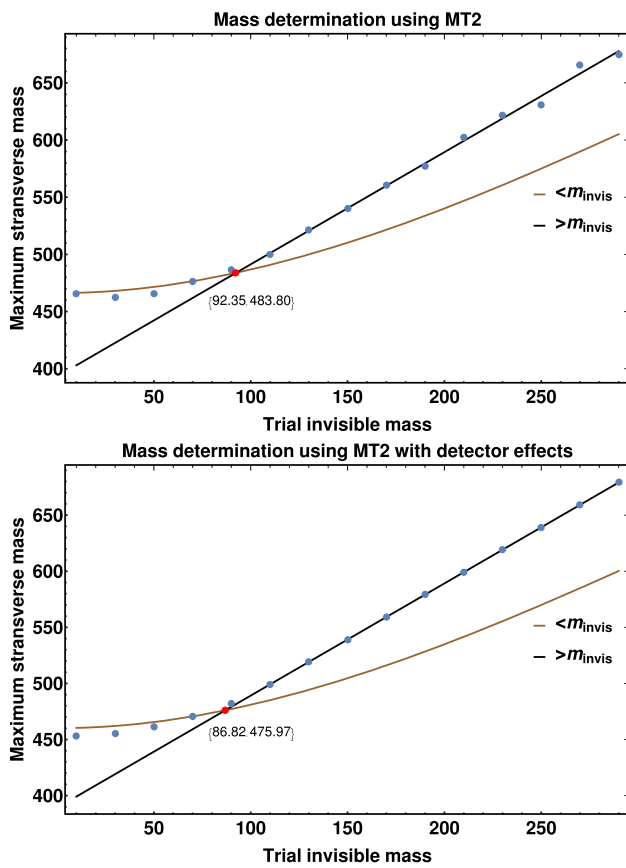 Mass determination using MT2
Maximum stransverse mass
650
600
550
500
450
400
<m_invis
>m_invis
{92.35 483.80}
50
100
150
200
250
Trial invisible mass
Mass determination using MT2 with detector effects
Maximum stransverse mass
650
600
550
500
450
400
<m_invis
>m_invis
{86.82 475.97}
50
100
150
200
250
Trial invisible mass